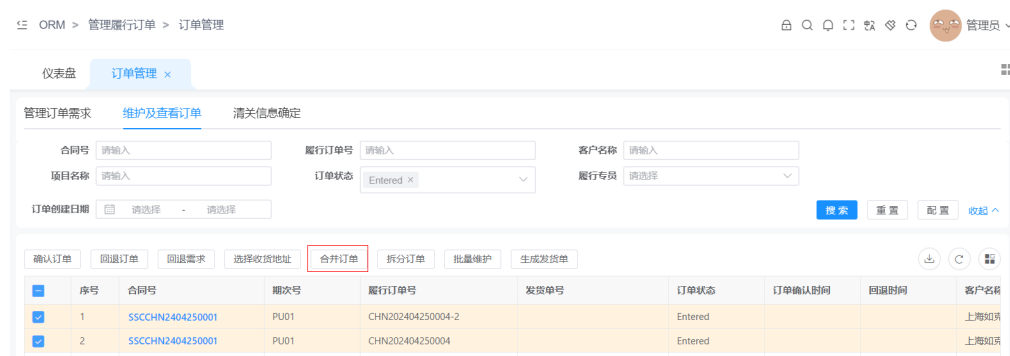 ORM > 管理履行订单 > 订单管理 管理员
仪表盘 订单管理 ×
管理订单需求 维护及查看订单 清关信息确定
合同号 请输入 履行订单号 请输入 客户名称 请输入
项目名称 请输入 订单状态 Entered × 履行专员 请选择
订单创建日期 请选择 - 请选择 搜索 重置 配置 收起
确认订单 回退订单 回退需求 选择收货地址 合并订单 拆分订单 批量维护 生成发货单
序号 合同号 期次号 履行订单号 发货单号 订单状态 订单确认时间 回退时间 客户名称
1 SSCCHN2404250001 PU01 CHN202404250004-2 Entered 上海如克
2 SSCCHN2404250001 PU01 CHN202404250004 Entered 上海如克